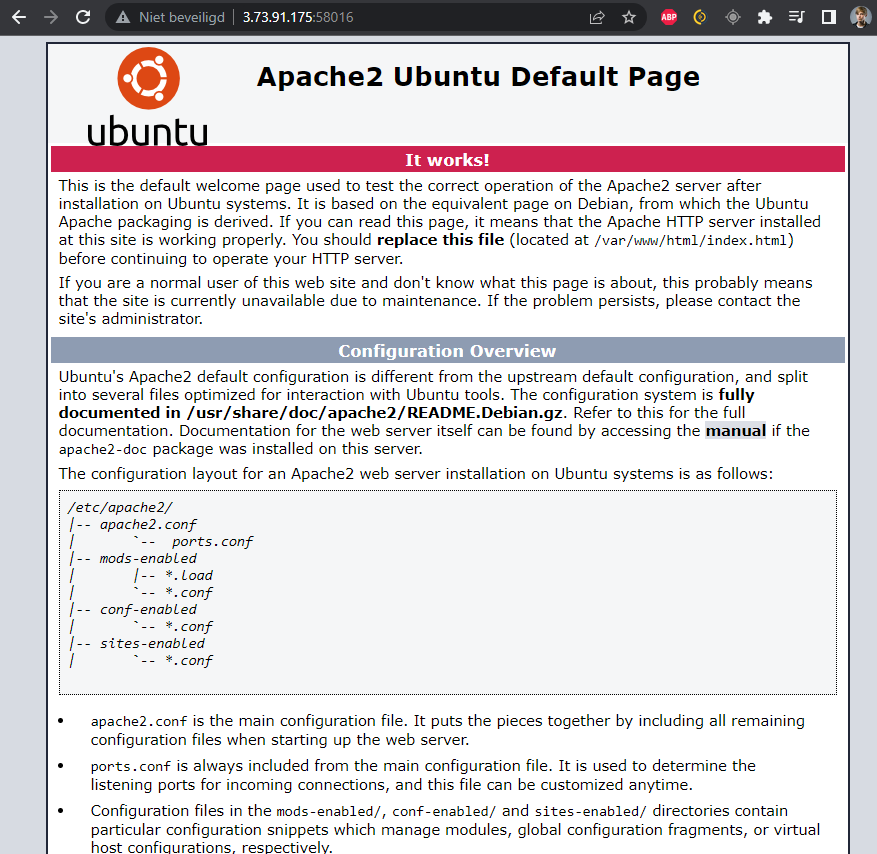 Niet beveiligd 3.73.91.175:58016
ABP
Apache2 Ubuntu Default Page
ubuntu
It works!
This is the default welcome page used to test the correct operation of the Apache2 server after
installation on Ubuntu systems. It is based on the equivalent page on Debian, from which the Ubuntu
Apache packaging is derived. If you can read this page, it means that the Apache HTTP server installed
at this site is working properly. You should replace this file (located at /var/www/html/index.html)
before continuing to operate your HTTP server.
If you are a normal user of this web site and don't know what this page is about, this probably means
that the site is currently unavailable due to maintenance. If the problem persists, please contact the
site's administrator.
Configuration Overview
Ubuntu's Apache2 default configuration is different from the upstream default configuration, and split
into several files optimized for interaction with Ubuntu tools. The configuration system is fully
documented in /usr/share/doc/apache2/README.Debian.gz. Refer to this for the full
documentation. Documentation for the web server itself can be found by accessing the manual if the
apache2-doc package was installed on this server.
The configuration layout for an Apache2 web server installation on Ubuntu systems is as follows:
/etc/apache2/
|-- apache2.conf
|       `--  ports.conf
|-- mods-enabled
|       |-- *.load
|       `-- *.conf
|-- conf-enabled
|       `-- *.conf
|-- sites-enabled
|       `-- *.conf
• apache2.conf is the main configuration file. It puts the pieces together by including all remaining
configuration files when starting up the web server.
• ports.conf is always included from the main configuration file. It is used to determine the
listening ports for incoming connections, and this file can be customized anytime.
• Configuration files in the mods-enabled/, conf-enabled/ and sites-enabled/ directories contain
particular configuration snippets which manage modules, global configuration fragments, or virtual
host configurations, respectively.